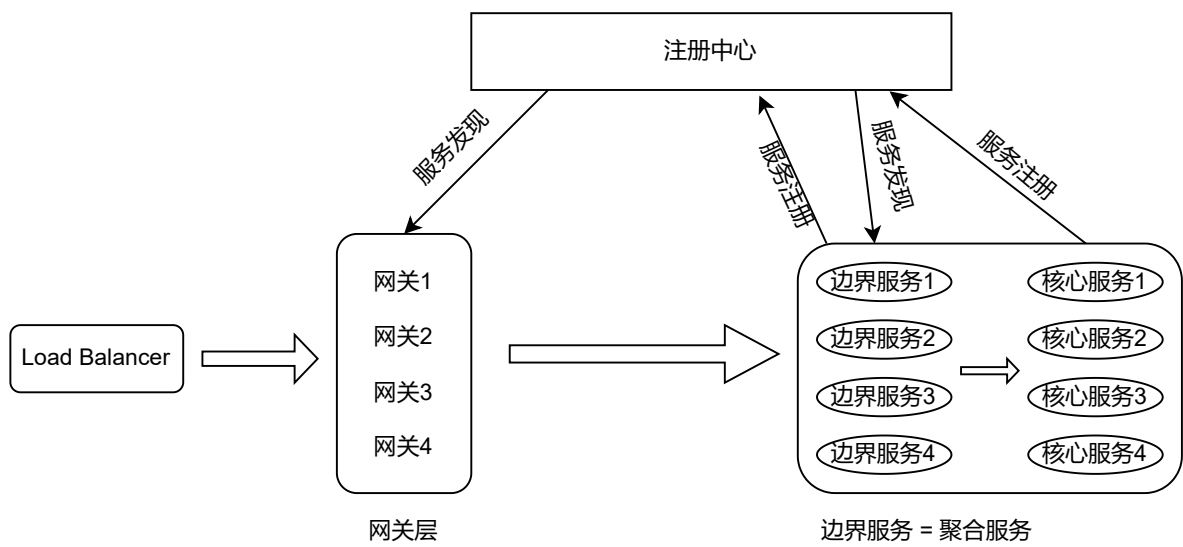 注册中心
服务发现
服务注册
服务发现
服务注册
Load Balancer
网关1
网关2
网关3
网关4
边界服务1
核心服务1
边界服务2
核心服务2
边界服务3
核心服务3
边界服务4
核心服务4
网关层
边界服务 = 聚合服务